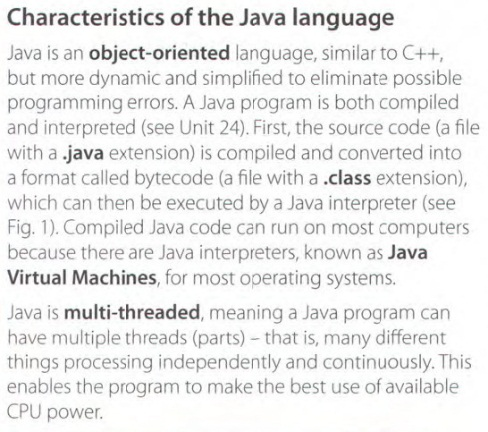 Characteristics of the Java language
Java is an object-oriented language, similar to C++,
but more dynamic and simplified to eliminate possible
programming errors. A Java program is both compiled
and interpreted (see Unit 24). First, the source code (a file
with a .java extension) is compiled and converted into
a format called bytecode (a file with a .class extension),
which can then be executed by a Java interpreter (see
Fig. 1). Compiled Java code can run on most computers
because there are Java interpreters, known as Java
Virtual Machines, for most operating systems.
Java is multi-threaded, meaning a Java program can
have multiple threads (parts) – that is, many different
things processing independently and continuously. This
enables the program to make the best use of available
CPU power.